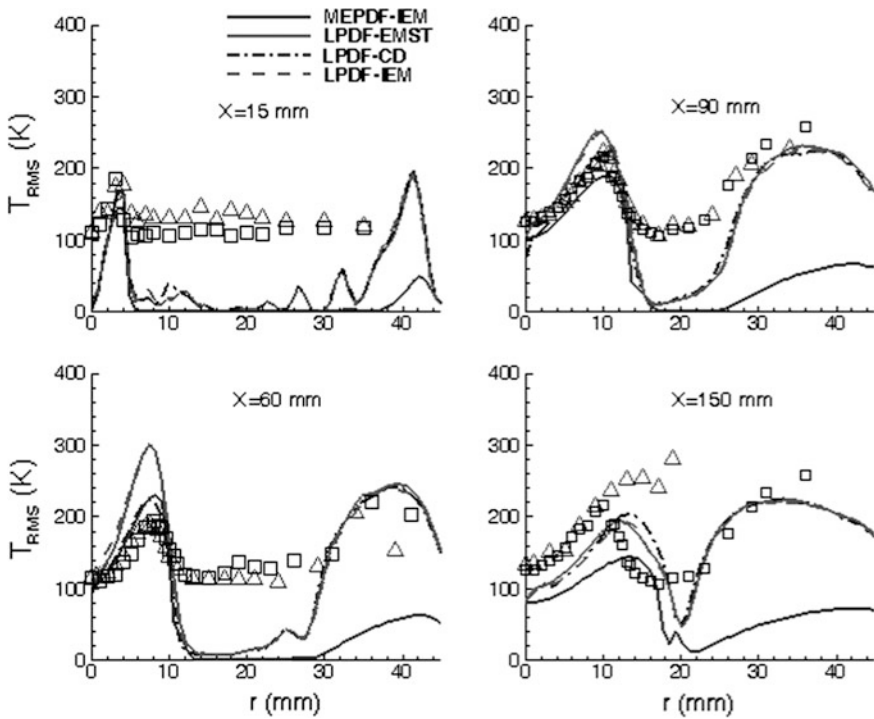 MEPDF-IEM
LPDF-EMST
LPDF-CD
LPDF-IEM
400
300
200
100
0
T_RMS (K)
X=15 mm
0 10 20 30 40
400
300
200
100
0
X=90 mm
0 10 20 30 40
400
300
200
100
0
T_RMS (K)
X=60 mm
0 10 20 30 40
r (mm)
400
300
200
100
0
X=150 mm
0 10 20 30 40
r (mm)